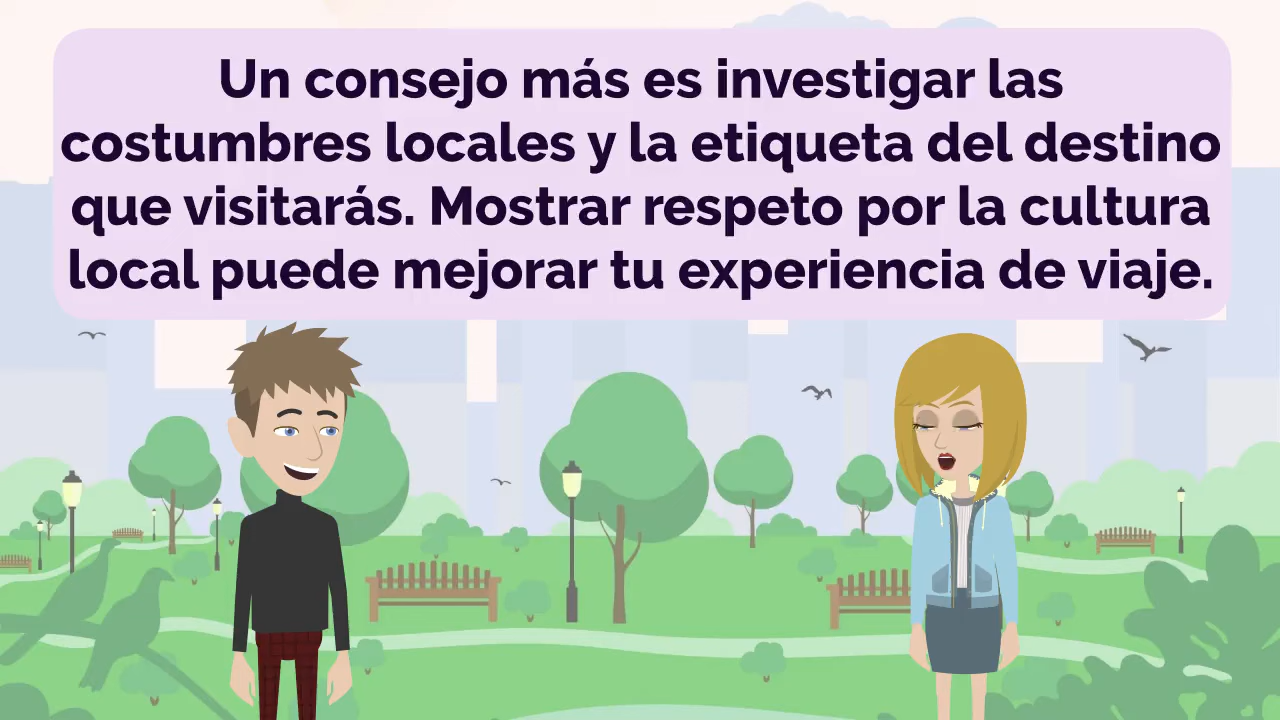 Un consejo más es investigar las
costumbres locales y la etiqueta del destino
que visitarás. Mostrar respeto por la cultura
local puede mejorar tu experiencia de viaje.